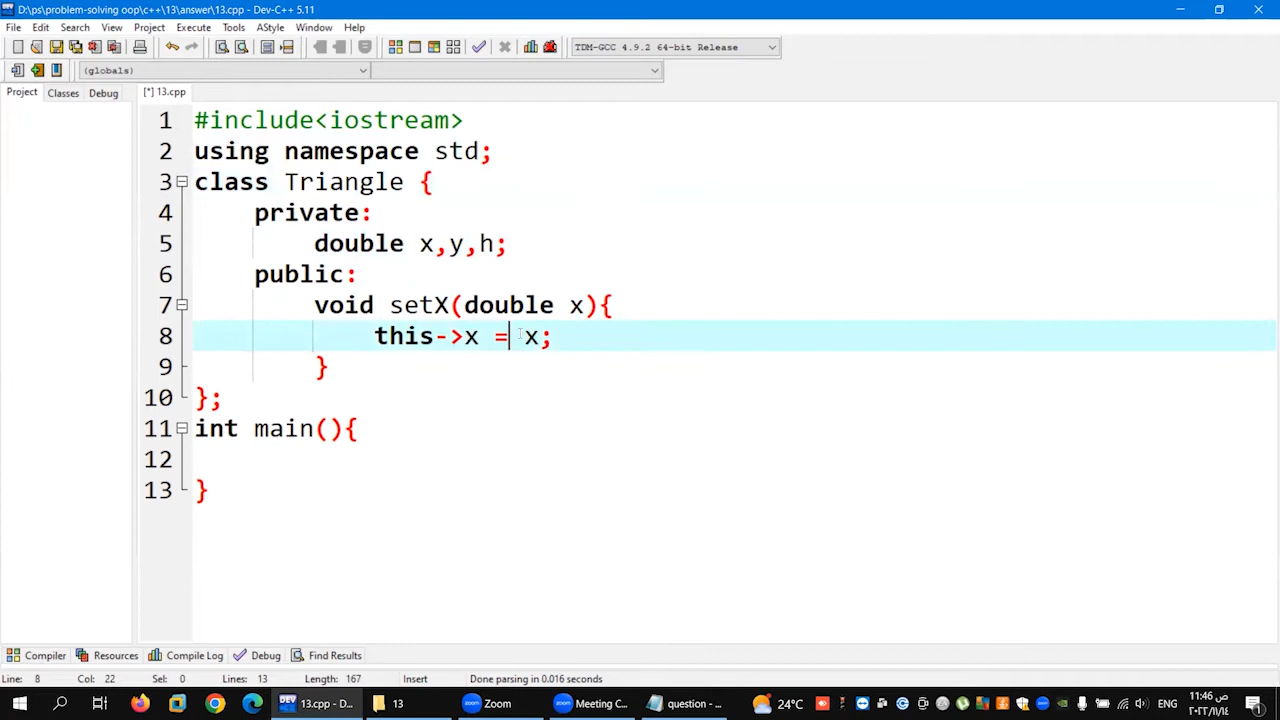 D:\ps\problem-solving oop\c++\13\answer\13.cpp - Dev-C++ 5.11
File Edit Search View Project Execute Tools AStyle Window Help
TDM-GCC 4.9.2 64-bit Release
(globals)
Project Classes Debug [*] 13.cpp
1 #include<iostream>
2 using namespace std;
3 class Triangle {
4 private:
5 double x,y,h;
6 public:
7 void setX(double x){
8 this->x = x;
9 }
10 };
11 int main(){
12
13 }
Compiler Resources Compile Log Debug Find Results
Line: 8 Col: 22 Sel: 0 Lines: 13 Length: 167 Insert Done parsing in 0.016 seconds
13.cpp - D... 13 Zoom Meeting C... question - ... 24°C ENG 11:46 ص